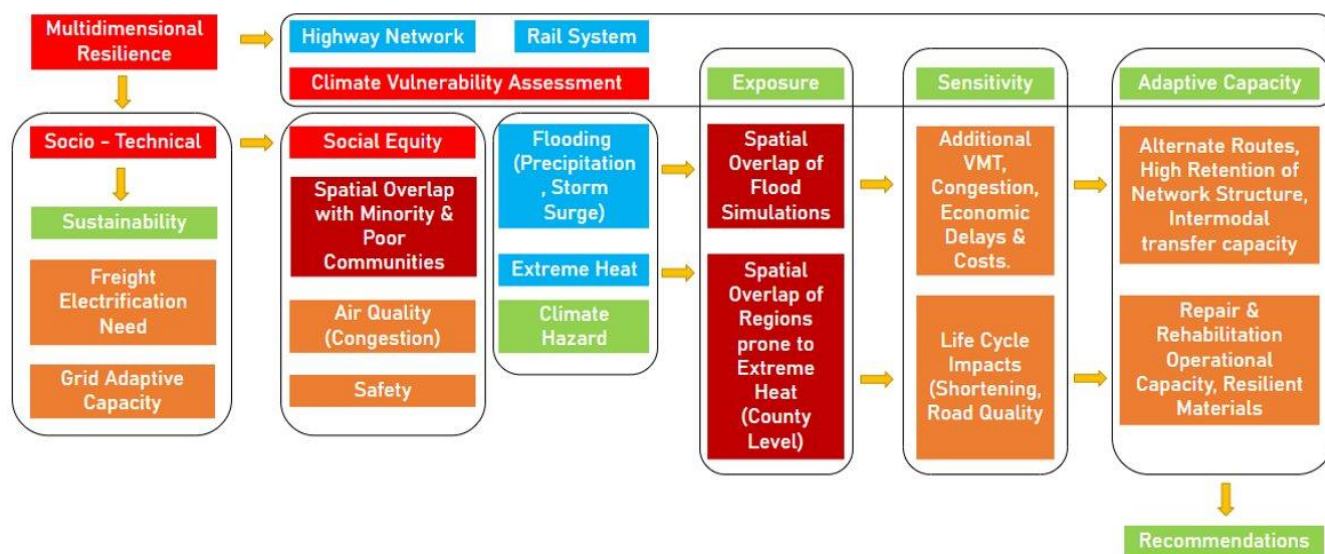 Multidimensional
Resilience
Highway Network
Rail System
Climate Vulnerability Assessment
Exposure
Sensitivity
Adaptive Capacity
Socio - Technical
Sustainability
Freight
Electrification
Need
Grid Adaptive
Capacity
Social Equity
Spatial Overlap
with Minority &
Poor
Communities
Air Quality
(Congestion)
Safety
Flooding
(Precipitation
, Storm
Surge)
Extreme Heat
Climate
Hazard
Spatial
Overlap of
Flood
Simulations
Spatial
Overlap of
Regions
prone to
Extreme
Heat
(County
Level)
Additional
VMT,
Congestion,
Economic
Delays &
Costs.
Life Cycle
Impacts
(Shortening,
Road Quality
Alternate Routes,
High Retention of
Network Structure,
Intermodal
transfer capacity
Repair &
Rehabilitation
Operational
Capacity, Resilient
Materials
Recommendations